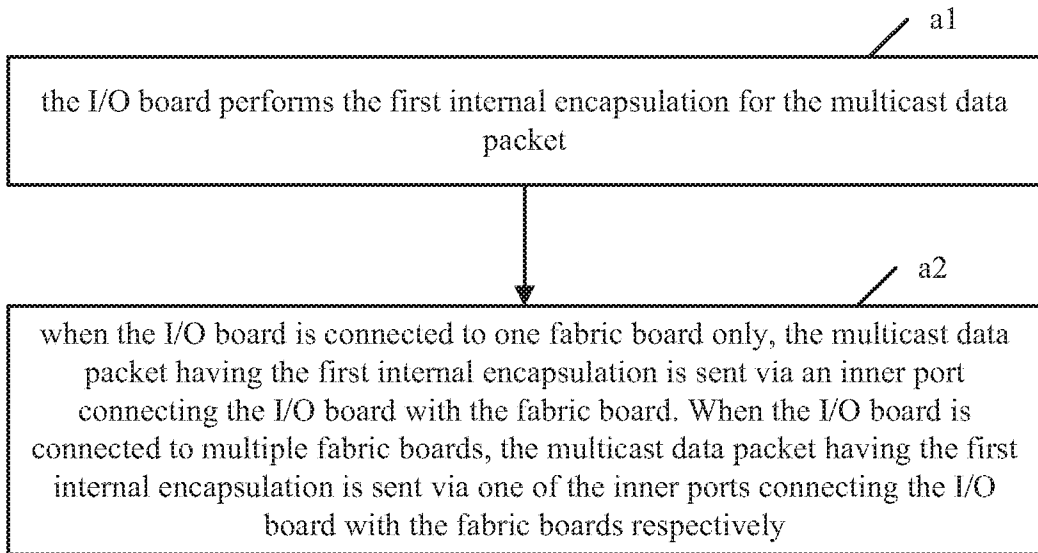 a1
the I/O board performs the first internal encapsulation for the multicast data
packet
a2
when the I/O board is connected to one fabric board only, the multicast data
packet having the first internal encapsulation is sent via an inner port
connecting the I/O board with the fabric board. When the I/O board is
connected to multiple fabric boards, the multicast data packet having the first
internal encapsulation is sent via one of the inner ports connecting the I/O
board with the fabric boards respectively